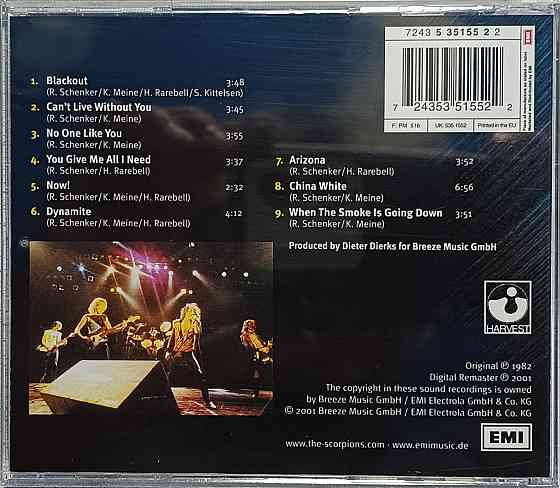 7243 5 35155 2 2
7 24353 51552 2
F: PM 516
UK: 535 1552
Printed in the EU
EMI
1. Blackout 3:48
(R. Schenker/K. Meine/H. Rarebell/S. Kittelsen)
2. Can't Live Without You 3:45
(R. Schenker/K. Meine)
3. No One Like You 3:55
(R. Schenker/K. Meine)
4. You Give Me All I Need 3:37
(R. Schenker/H. Rarebell)
5. Now! 2:32
(R. Schenker/K. Meine/H. Rarebell)
6. Dynamite 4:12
(R. Schenker/K. Meine/H. Rarebell)
7. Arizona 3:52
(R. Schenker/H. Rarebell)
8. China White 6:56
(R. Schenker/K. Meine)
9. When The Smoke Is Going Down 3:51
(R. Schenker/K. Meine)
Produced by Dieter Dierks for Breeze Music GmbH
HARVEST
Original ℗ 1982
Digital Remaster ℗ 2001
The copyright in these sound recordings is owned
by Breeze Music GmbH / EMI Electrola GmbH & Co. KG
© 2001 Breeze Music GmbH / EMI Electrola GmbH & Co. KG
www.the-scorpions.com · www.emimusic.de
EMI